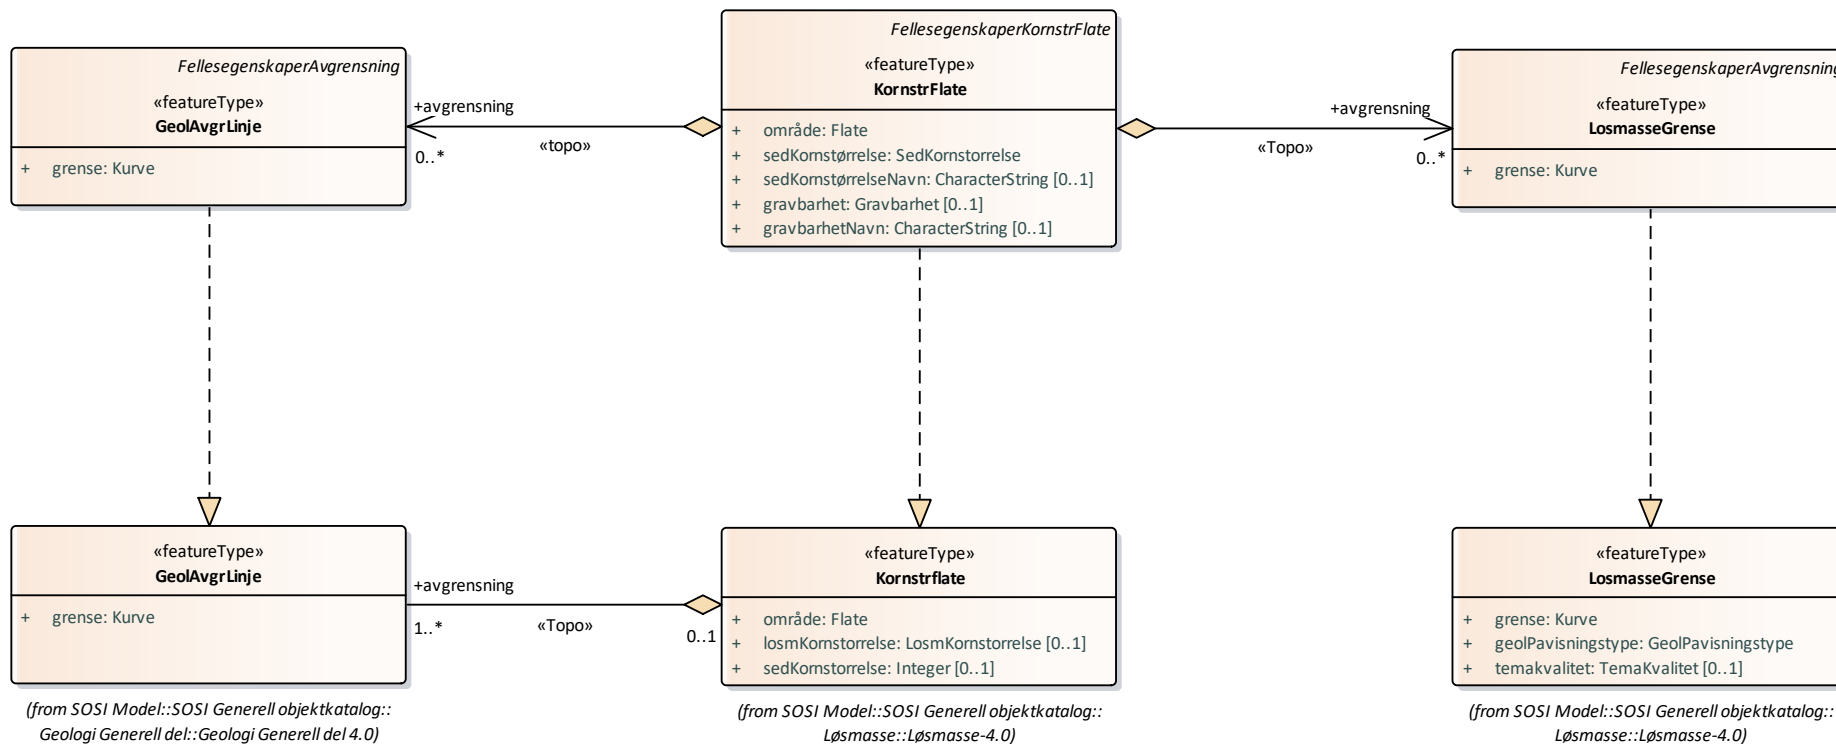 FellesegenskaperAvgrensning
«featureType»
GeolAvgrLinje
+ grense: Kurve
+avgrensning
0..*
«topo»
FellesegenskaperKornstrFlate
«featureType»
KornstrFlate
+ område: Flate
+ sedKornstørrelse: SedKornstorrelse
+ sedKornstørrelseNavn: CharacterString [0..1]
+ gravbarhet: Gravbarhet [0..1]
+ gravbarhetNavn: CharacterString [0..1]
+avgrensning
«Topo»
0..*
FellesegenskaperAvgrensning
«featureType»
LosmasseGrense
+ grense: Kurve
«featureType»
GeolAvgrLinje
+ grense: Kurve
(from SOSI Model::SOSI Generell objektkatalog::
Geologi Generell del::Geologi Generell del 4.0)
+avgrensning
1..*
«Topo»
0..1
«featureType»
Kornstrflate
+ område: Flate
+ losmKornstorrelse: LosmKornstorrelse [0..1]
+ sedKornstorrelse: Integer [0..1]
(from SOSI Model::SOSI Generell objektkatalog::
Løsmasse::Løsmasse-4.0)
«featureType»
LosmasseGrense
+ grense: Kurve
+ geolPavisningstype: GeolPavisningstype
+ temakvalitet: TemaKvalitet [0..1]
(from SOSI Model::SOSI Generell objektkatalog::
Løsmasse::Løsmasse-4.0)